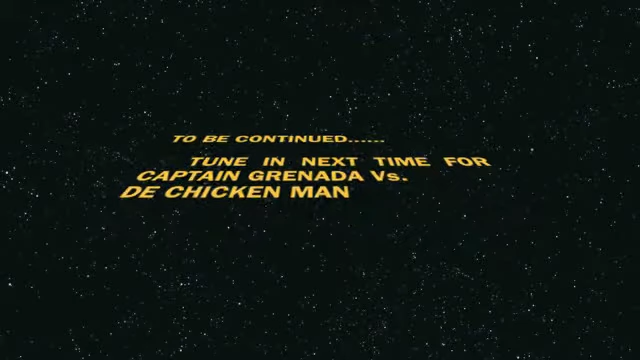 TO BE CONTINUED......
TUNE IN NEXT TIME FOR
CAPTAIN GRENADA Vs.
DE CHICKEN MAN